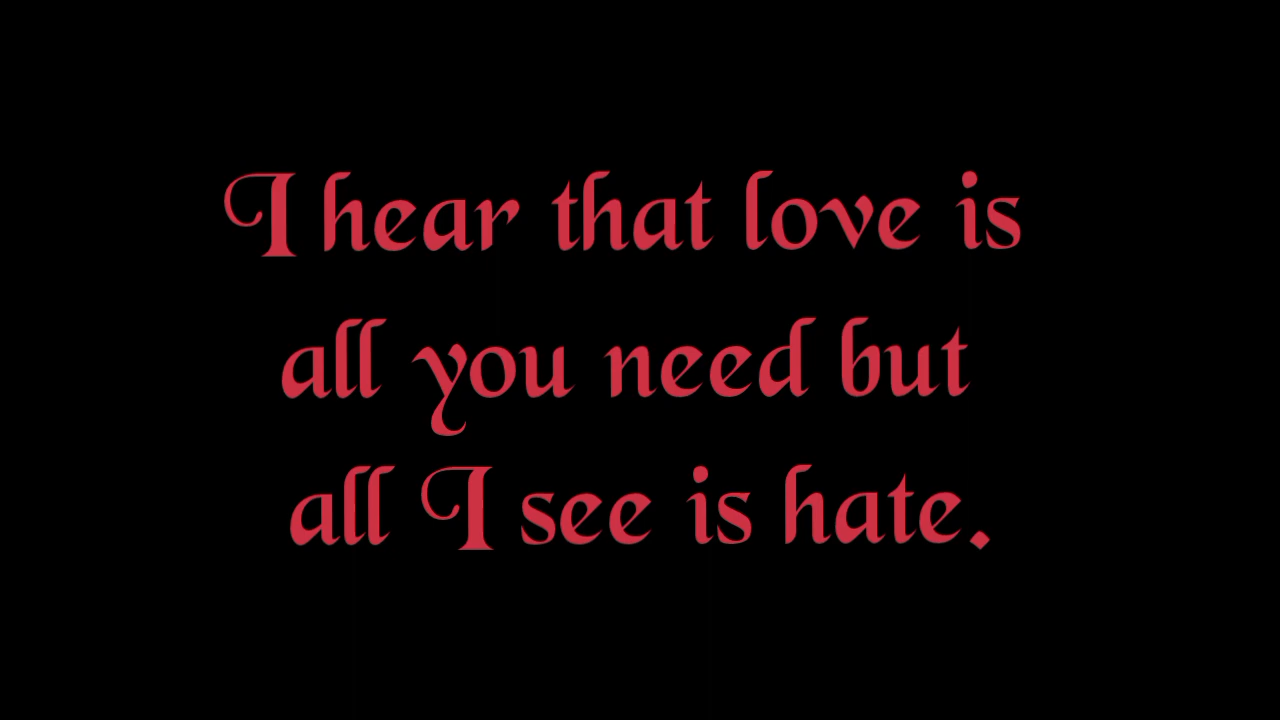 I hear that love is
all you need but
all I see is hate.